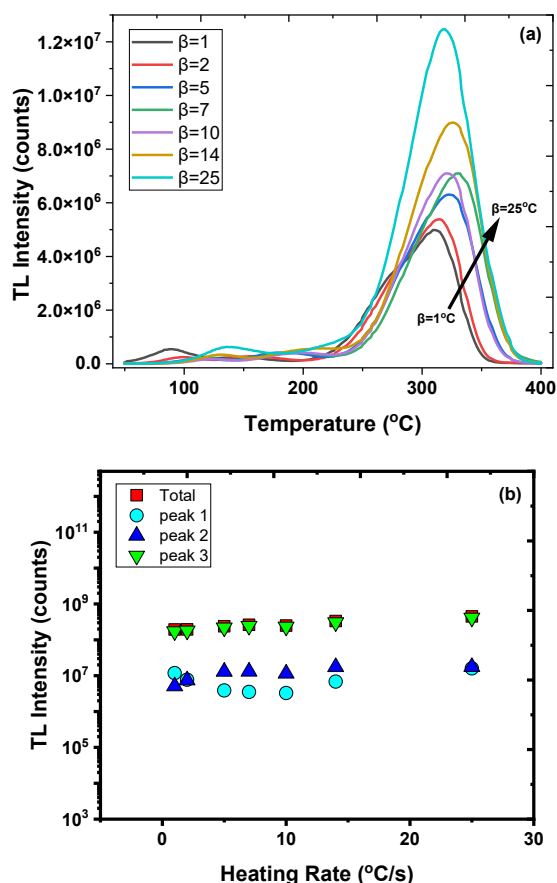 (a)
β=1
β=2
β=5
β=7
β=10
β=14
β=25
1.2×10⁷
1.0×10⁷
8.0×10⁶
6.0×10⁶
4.0×10⁶
2.0×10⁶
0.0
TL Intensity (counts)
β=25°C
β=1°C
100 200 300 400
Temperature (°C)
(b)
Total
peak 1
peak 2
peak 3
10¹¹
10⁹
10⁷
10⁵
10³
TL Intensity (counts)
0 10 20 30
Heating Rate (°C/s)